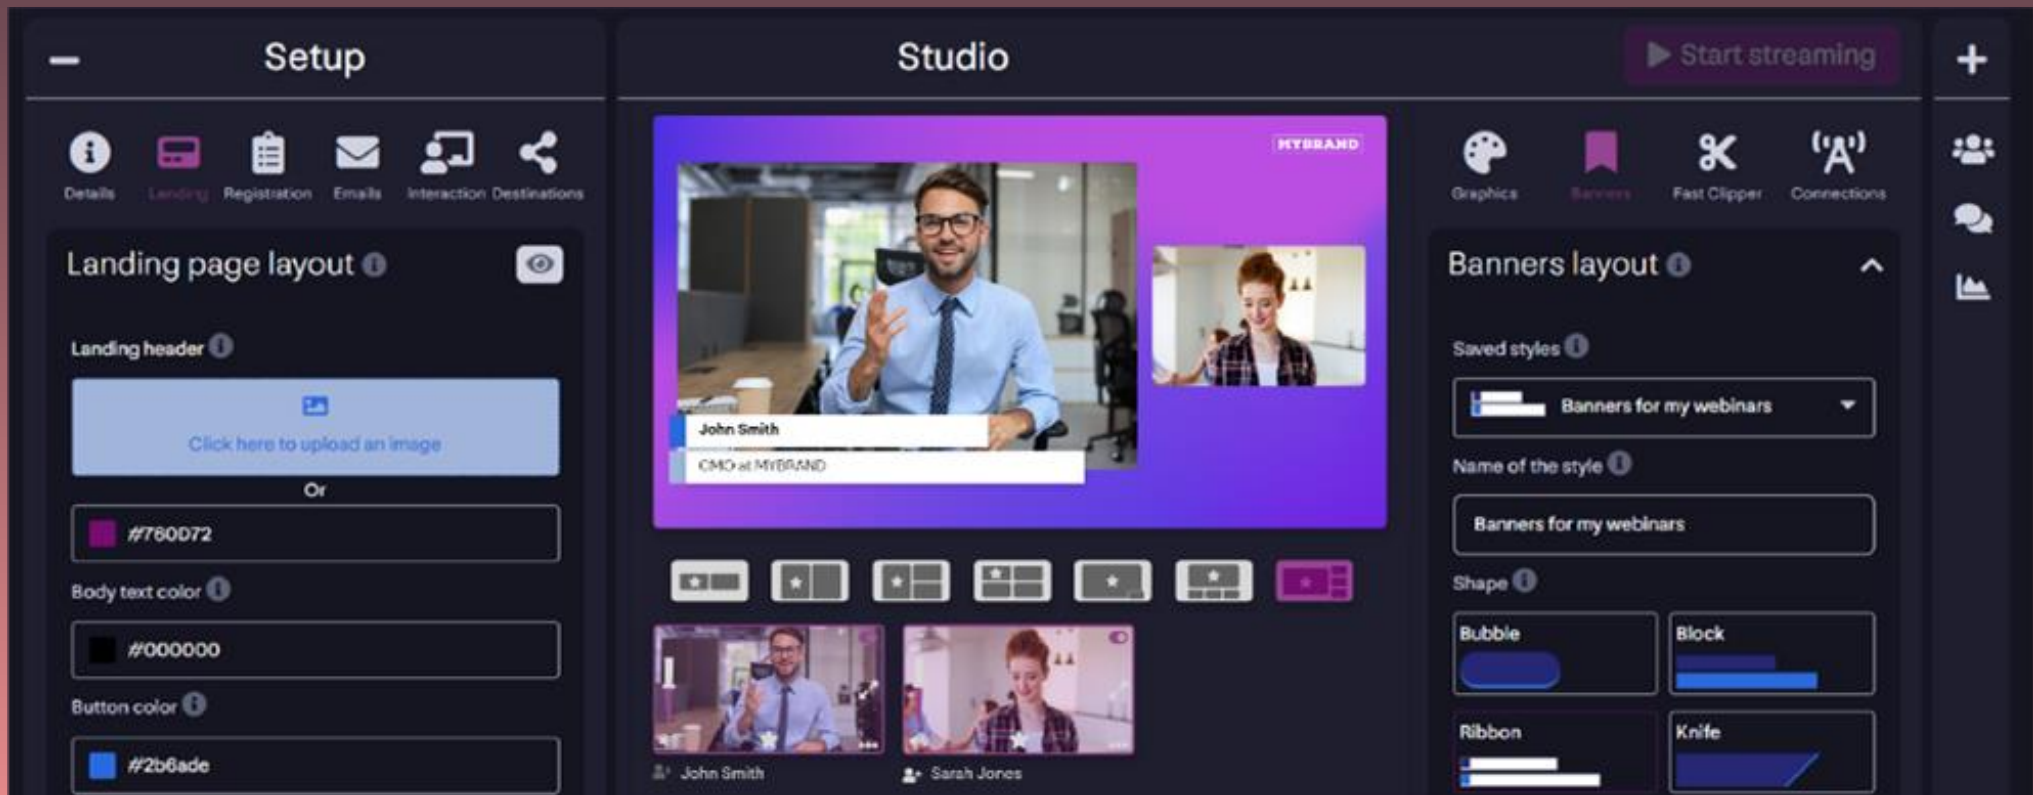 Setup
Details
Landing
Registration
Emails
Interaction
Destinations
Landing page layout
Landing header
Click here to upload an image
Or
#760D72
Body text color
#000000
Button color
#2b6ade
Studio
Start streaming
MYBRAND
John Smith
CMO at MYBRAND
John Smith
Sarah Jones
Graphics
Banners
Fast Clipper
Connections
Banners layout
Saved styles
Banners for my webinars
Name of the style
Banners for my webinars
Shape
Bubble
Block
Ribbon
Knife